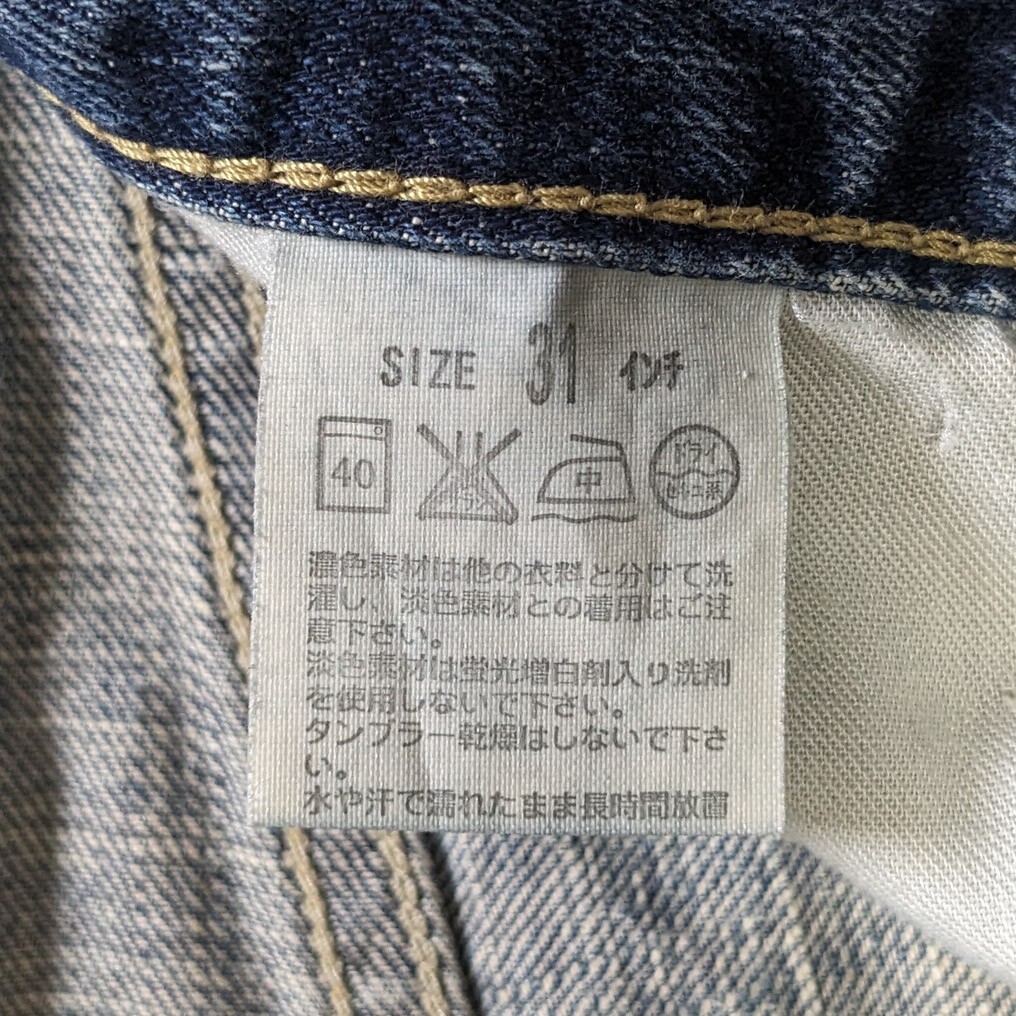 SIZE 31 インチ
40 中 ドライ セキユ系
濃色素材は他の衣料と分けて洗
濯し、淡色素材との着用はご注
意下さい。
淡色素材は蛍光増白剤入り洗剤
を使用しないで下さい。
タンブラー乾燥はしないで下さ
い。
水や汗で濡れたまま長時間放置